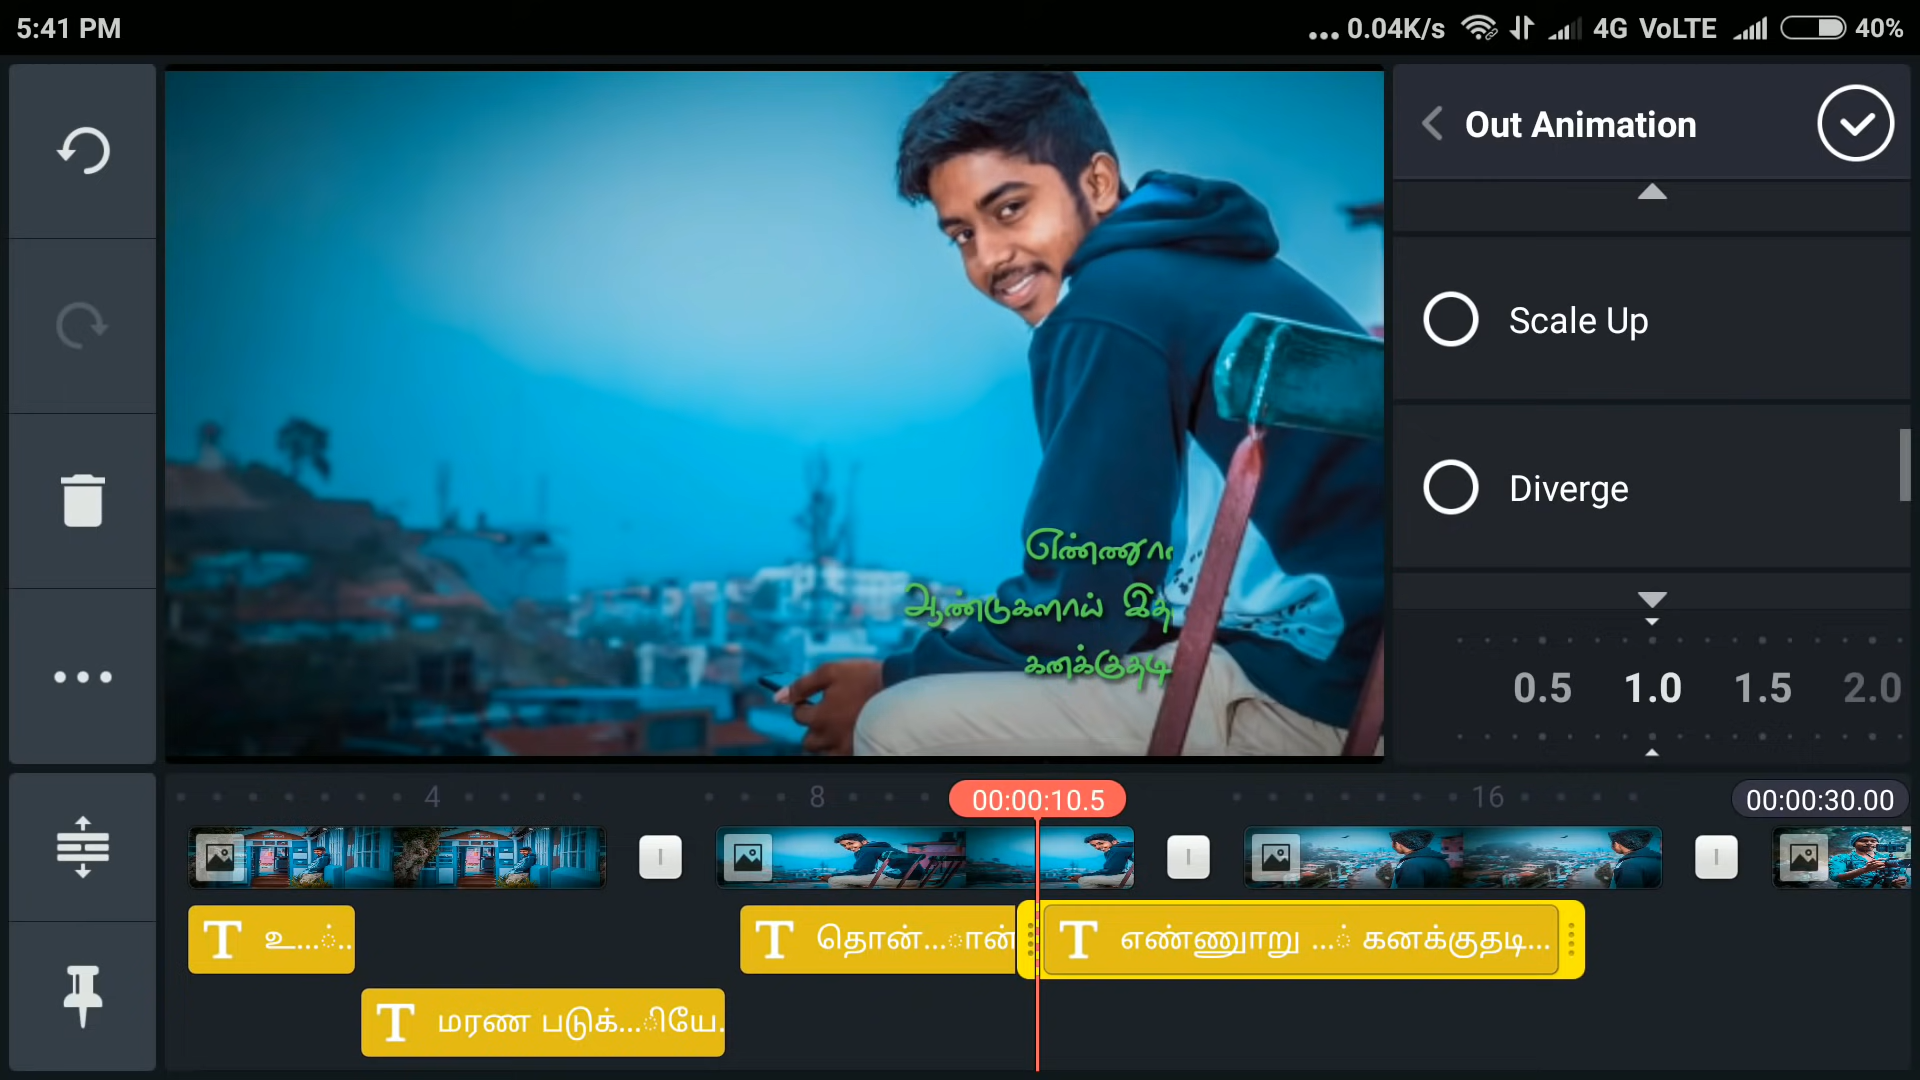 5:41 PM
... 0.04K/s 4G VoLTE 40%
Out Animation
Scale Up
Diverge
எண்ணூா
ஆண்டுகளாய் இத
கனக்குதடி
0.5 1.0 1.5 2.0
4 8 00:00:10.5 16 00:00:30.00
T உ...்..
T தொன்...ான்
T எண்ணுாறு ...் கனக்குதடி...
T மரண படுக்...ியே.